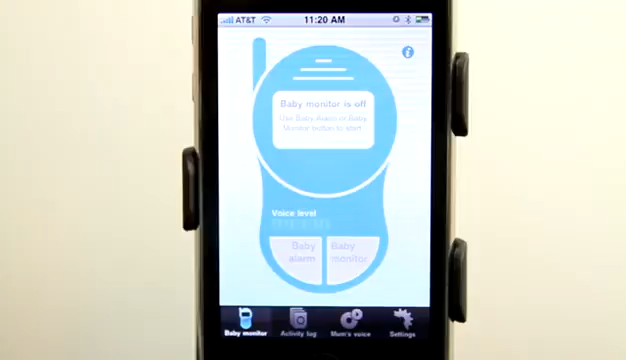 AT&T 11:20 AM
Baby monitor is off
Use Baby Alarm or Baby
Monitor button to start
Voice level
Baby alarm
Baby monitor
Baby monitor Activity log Mum's voice Settings